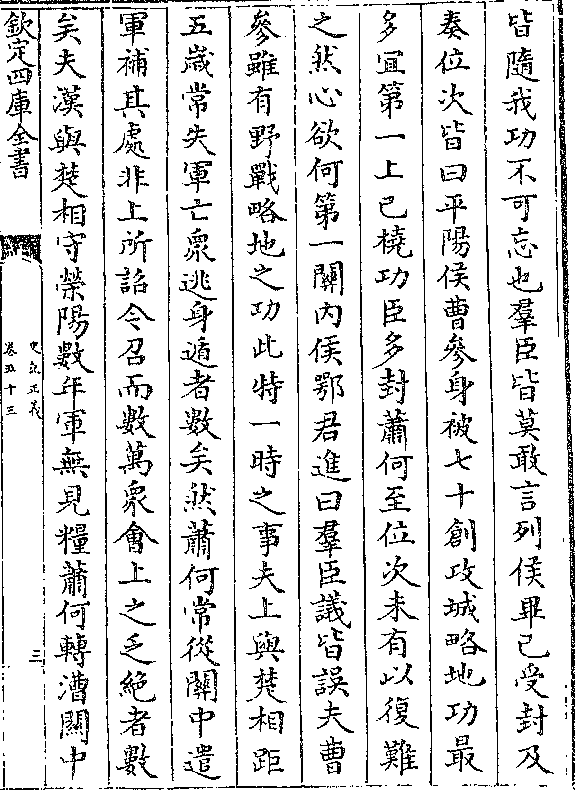 皆隨我功不可忘也羣臣皆莫敢言列侯畢已受封及
奏位次皆曰平陽侯曹參身被七十創攻城略地功最
多宜第一上已橈功臣多封蕭何至位次未有以復難
之然心欲何第一關內侯鄂君進曰羣臣議皆誤夫曹
參雖有野戰略地之功此特一時之事夫上與楚相距
五歲常失軍亡衆逃身遁者數矣然蕭何常從關中遣
軍補其處非上所詔令召而數萬衆會上之乏絕者數
矣夫漢與楚相守滎陽數年軍無見糧蕭何轉漕關中
欽定四庫全書
史記正義
卷五十三
三